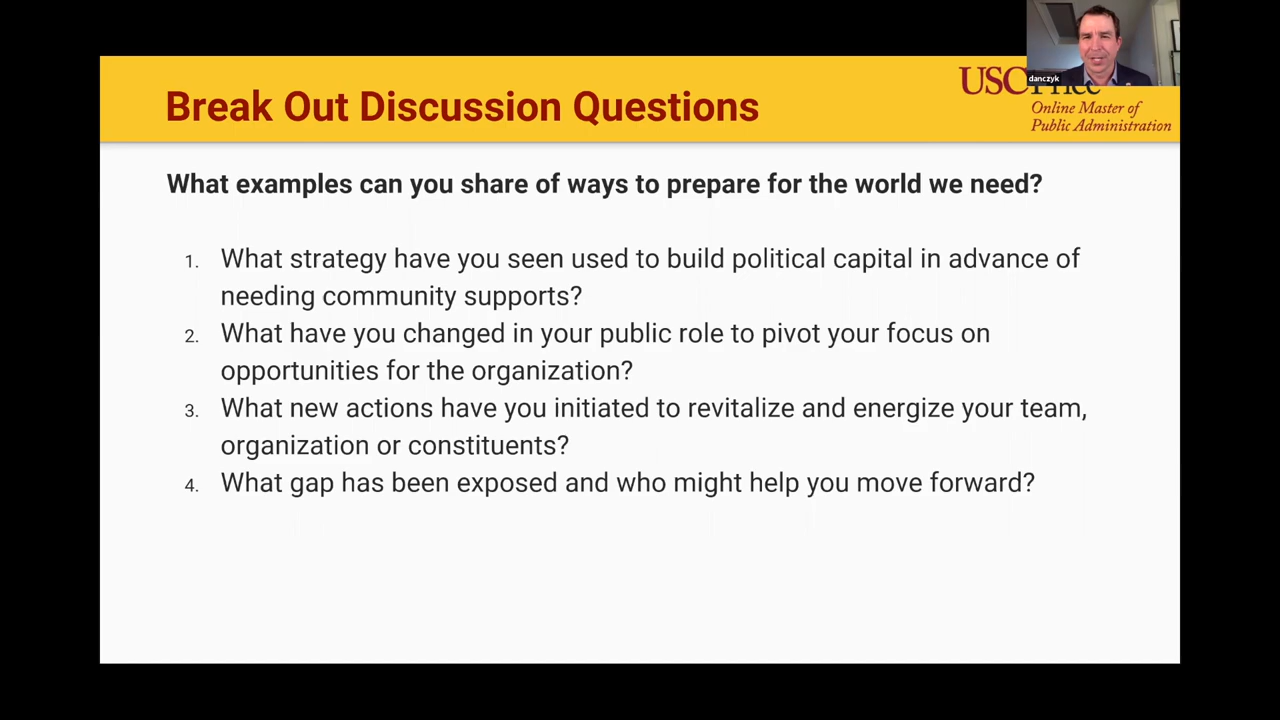 danczyk
USC Price
Online Master of
Public Administration
Break Out Discussion Questions
What examples can you share of ways to prepare for the world we need?
1. What strategy have you seen used to build political capital in advance of
needing community supports?
2. What have you changed in your public role to pivot your focus on
opportunities for the organization?
3. What new actions have you initiated to revitalize and energize your team,
organization or constituents?
4. What gap has been exposed and who might help you move forward?